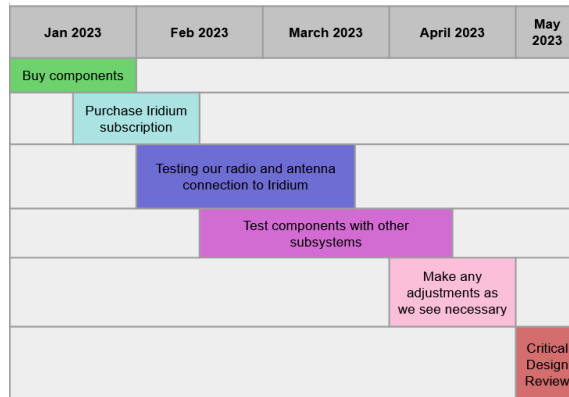 Jan 2023
Feb 2023
March 2023
April 2023
May
2023
Buy components
Purchase Iridium
subscription
Testing our radio and antenna
connection to Iridium
Test components with other
subsystems
Make any
adjustments as
we see necessary
Critical
Design
Review